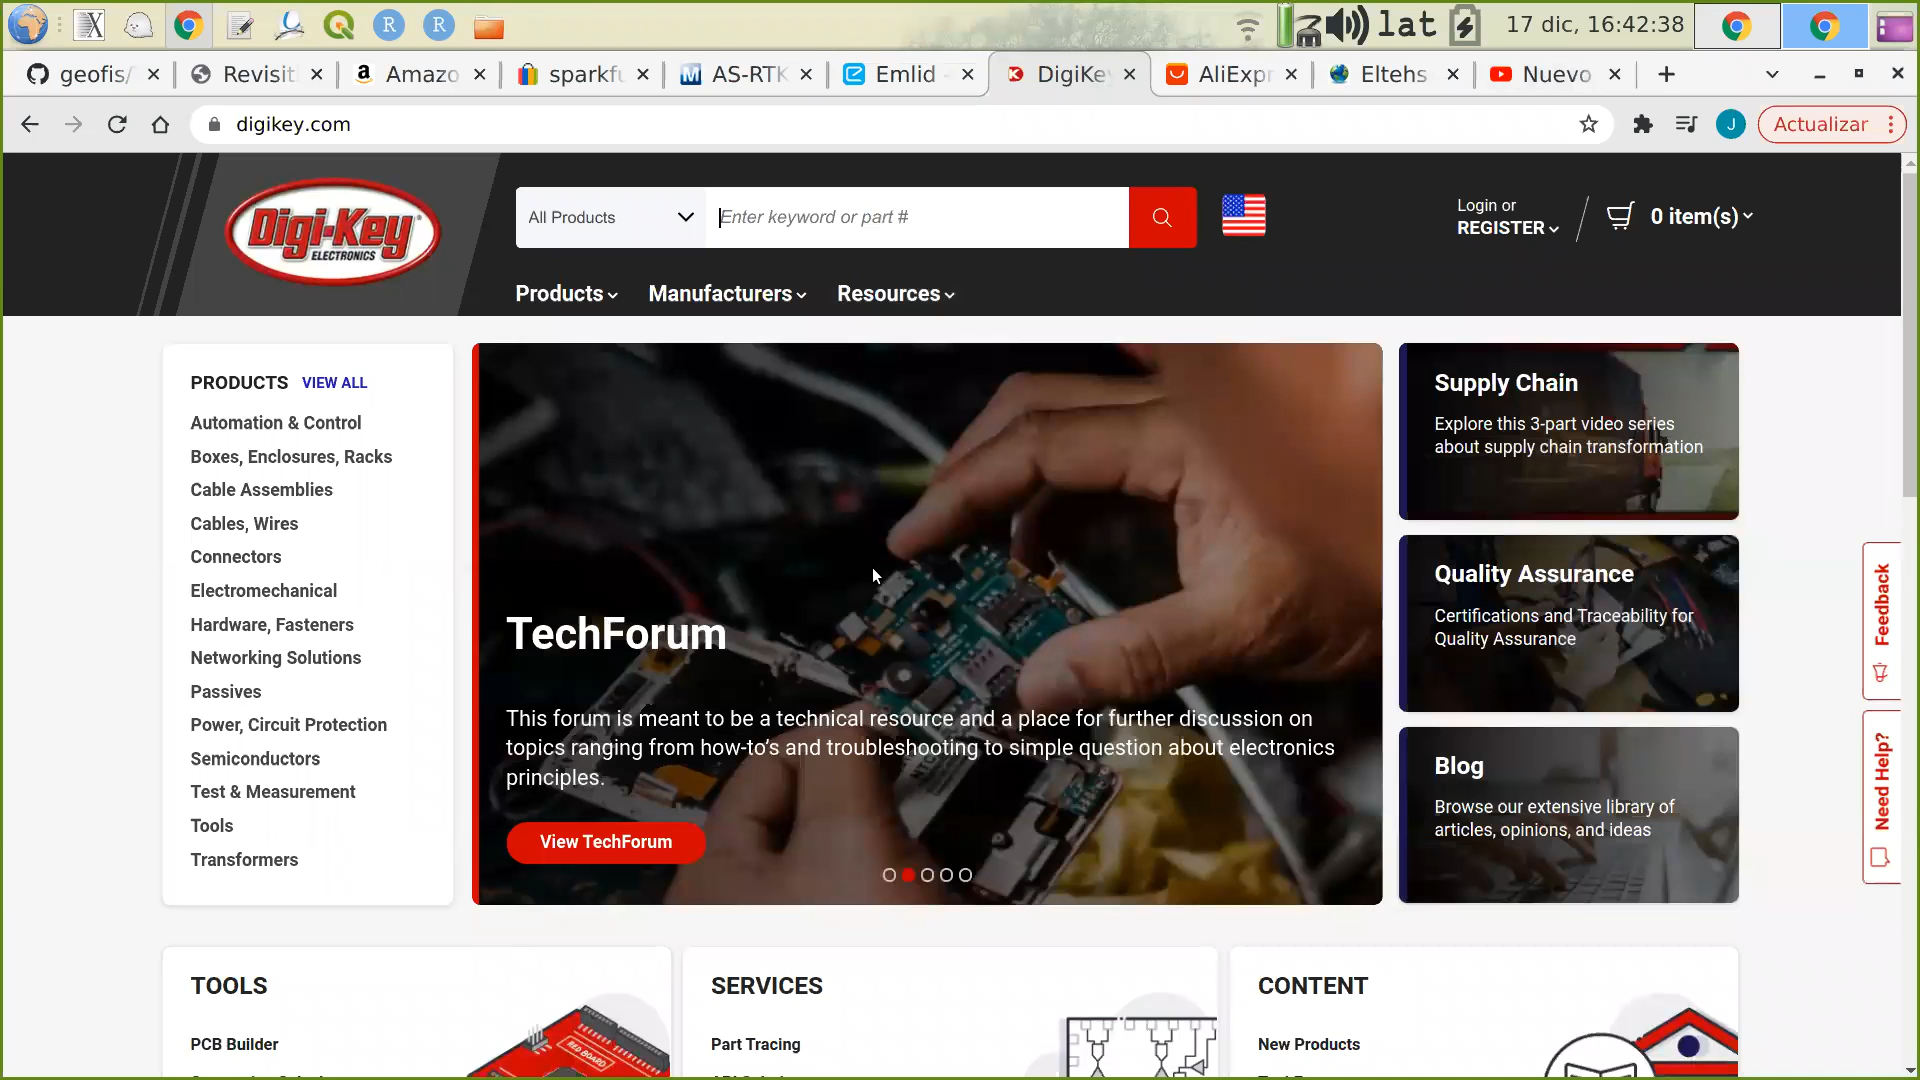 lat
17 dic, 16:42:38
geofis/
Revisit
Amazo
sparkfu
AS-RTK
Emlid -
DigiKe
AliExpr
Eltehs
Nuevo
digikey.com
J
Actualizar
Digi-Key
ELECTRONICS
All Products
Enter keyword or part #
Login or
REGISTER
0 item(s)
Products
Manufacturers
Resources
PRODUCTS VIEW ALL
Automation & Control
Boxes, Enclosures, Racks
Cable Assemblies
Cables, Wires
Connectors
Electromechanical
Hardware, Fasteners
Networking Solutions
Passives
Power, Circuit Protection
Semiconductors
Test & Measurement
Tools
Transformers
TechForum
This forum is meant to be a technical resource and a place for further discussion on
topics ranging from how-to’s and troubleshooting to simple question about electronics
principles.
View TechForum
Supply Chain
Explore this 3-part video series
about supply chain transformation
Quality Assurance
Certifications and Traceability for
Quality Assurance
Blog
Browse our extensive library of
articles, opinions, and ideas
Feedback
Need Help?
TOOLS
PCB Builder
RED BOARD
SERVICES
Part Tracing
CONTENT
New Products